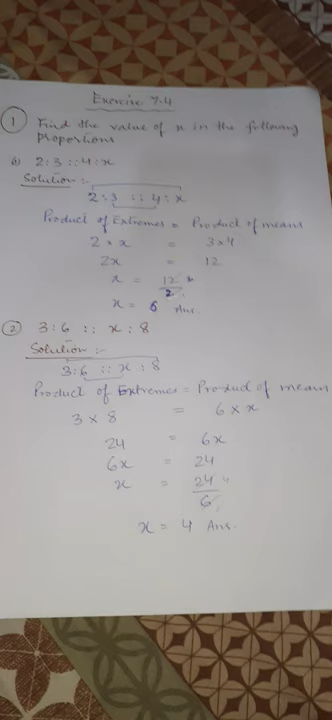 Exercise 7.4
① Find the value of x in the following
proportions
2:3 :: 4:x
Solution :-
2:3 :: 4:x
Product of Extremes = Product of means
2 × x = 3×4
2x = 12
x = 12
2
x = 6 Ans.
② 3:6 :: x : 8
Solution :-
3:6 :: x : 8
Product of Extremes = Product of means
3 × 8 = 6 × x
24 = 6x
6x = 24
x = 24
6
x = 4 Ans.